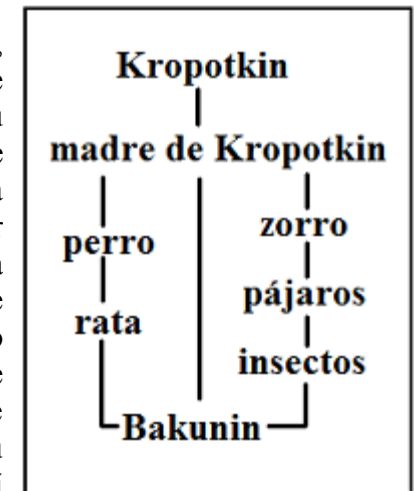 Kropotkin
madre de Kropotkin
perro
zorro
rata
pájaros
insectos
Bakunin